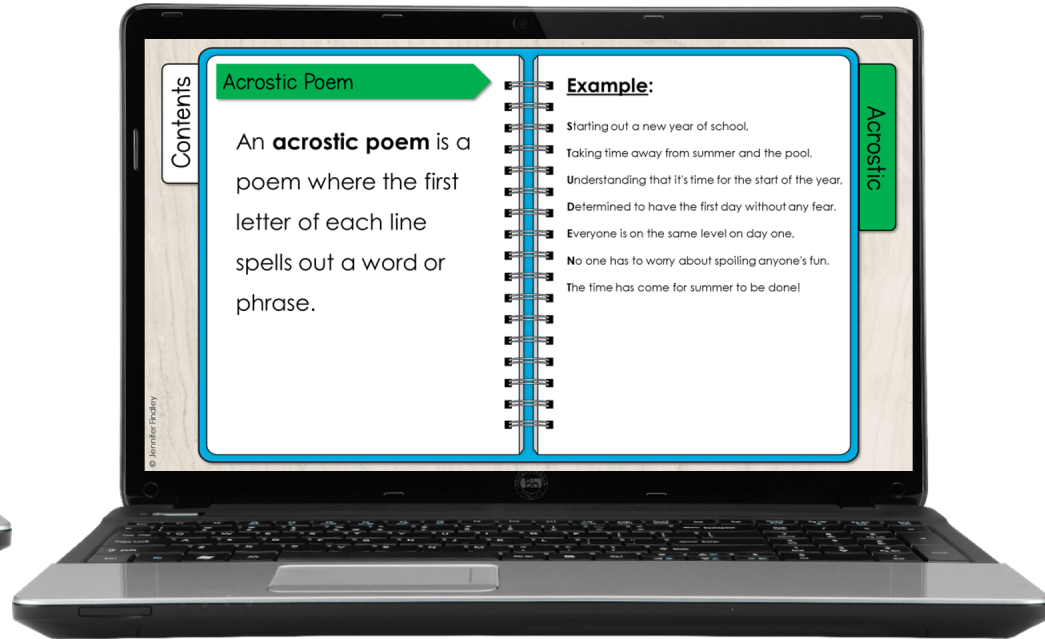 Contents
Acrostic Poem
An acrostic poem is a
poem where the first
letter of each line
spells out a word or
phrase.
Example:
Starting out a new year of school,
Taking time away from summer and the pool.
Understanding that it's time for the start of the year,
Determined to have the first day without any fear.
Everyone is on the same level on day one,
No one has to worry about spoiling anyone's fun.
The time has come for summer to be done!
Acrostic
© Jennifer Findley